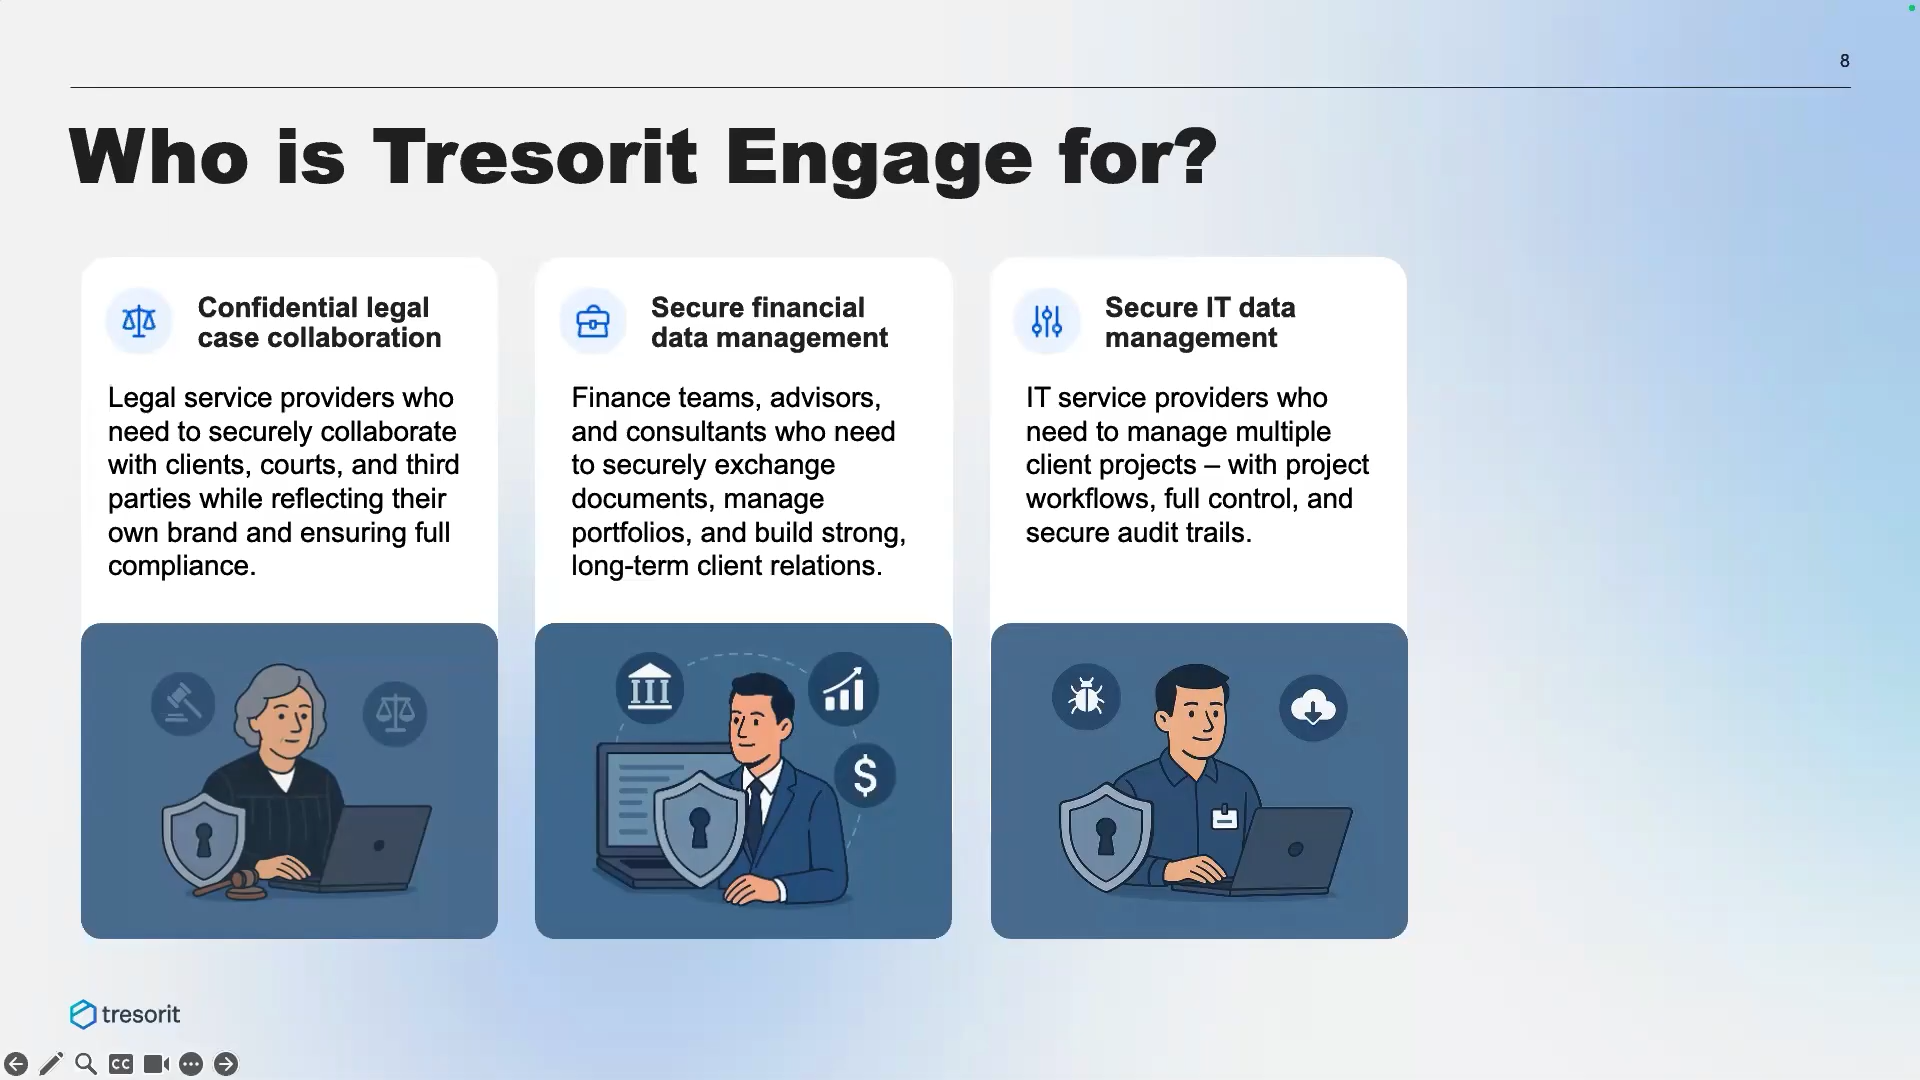 8
Who is Tresorit Engage for?
Confidential legal
case collaboration
Legal service providers who
need to securely collaborate
with clients, courts, and third
parties while reflecting their
own brand and ensuring full
compliance.
Secure financial
data management
Finance teams, advisors,
and consultants who need
to securely exchange
documents, manage
portfolios, and build strong,
long-term client relations.
Secure IT data
management
IT service providers who
need to manage multiple
client projects – with project
workflows, full control, and
secure audit trails.
$
tresorit
CC